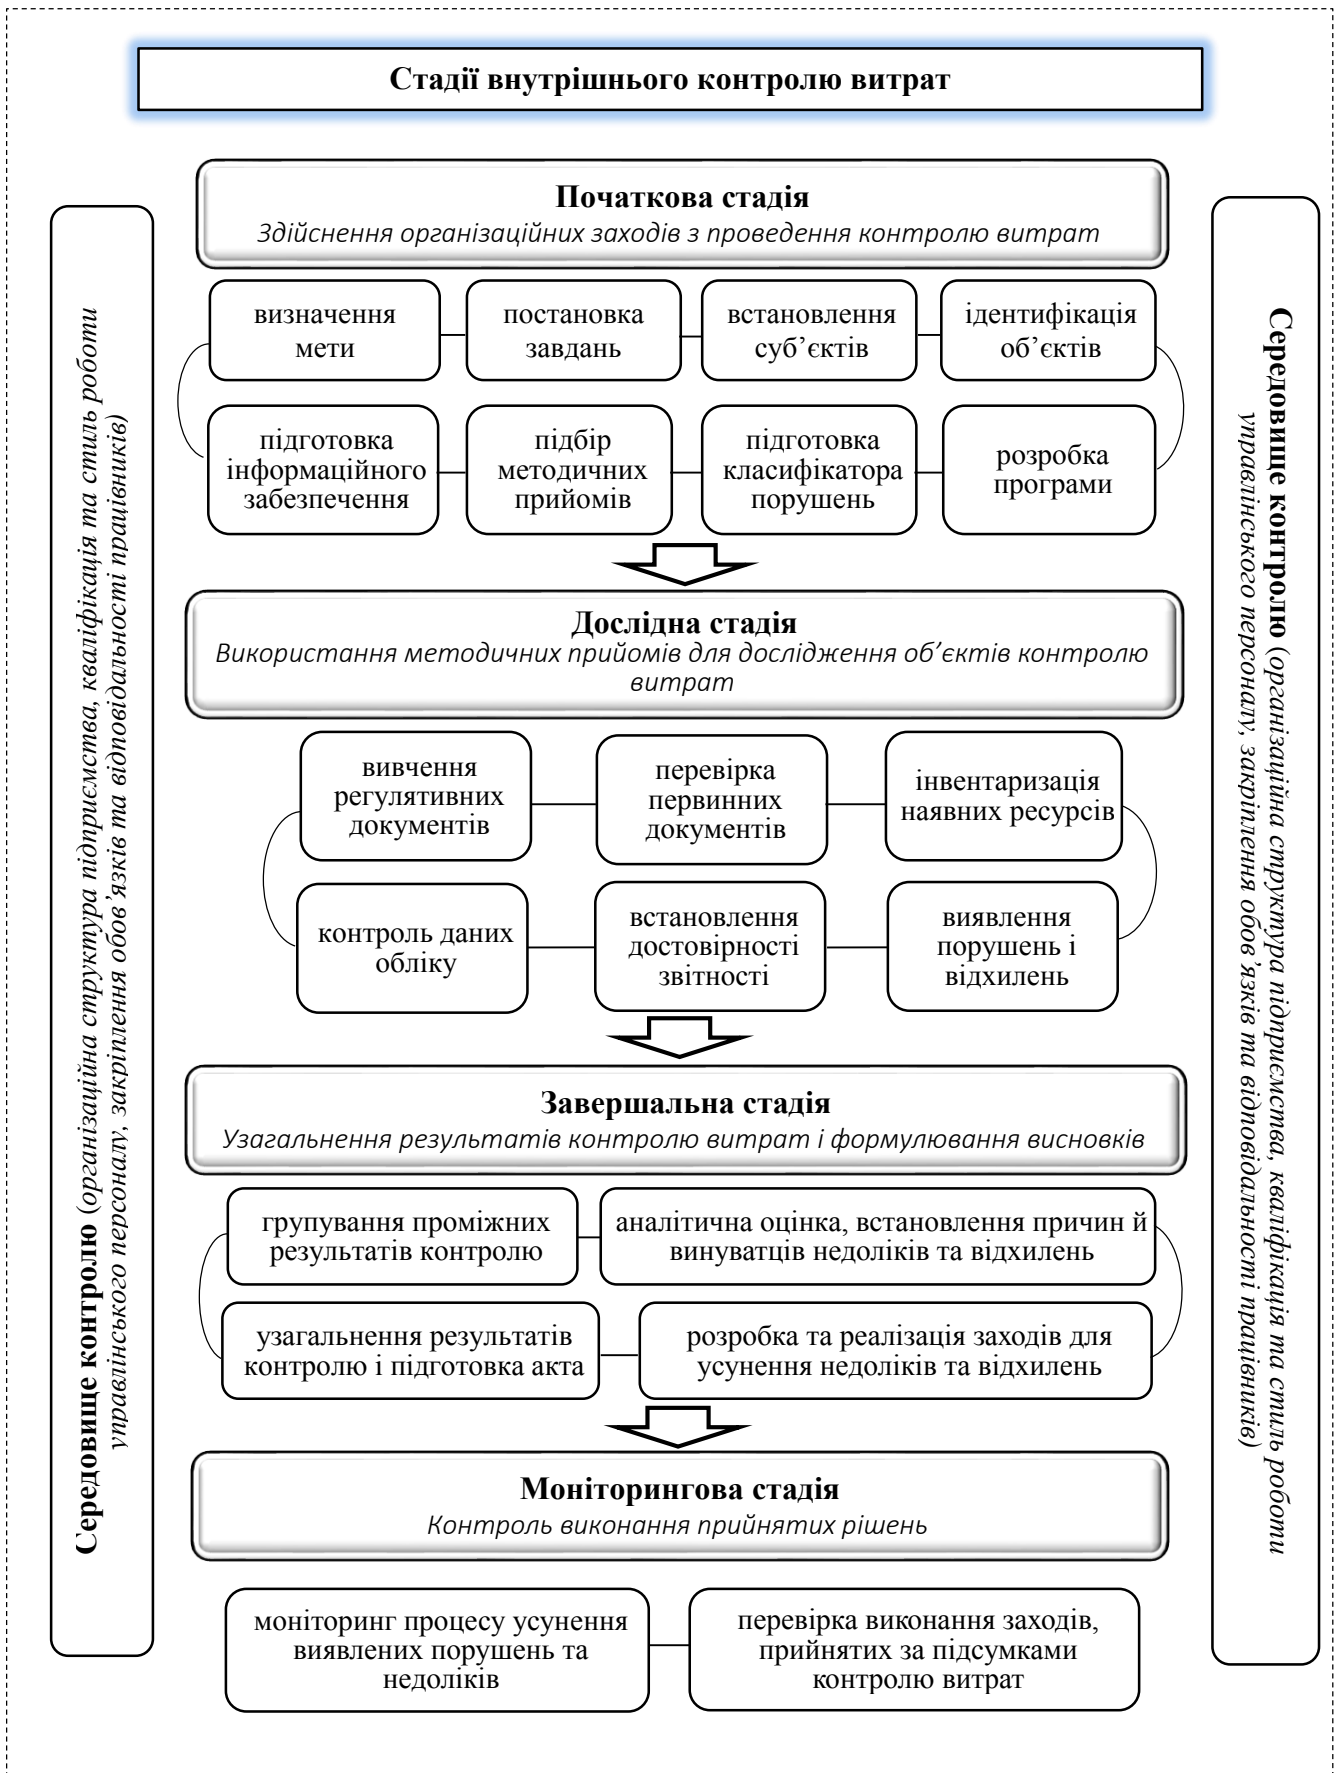 Стадії внутрішнього контролю витрат
Початкова стадія
Здійснення організаційних заходів з проведення контролю витрат
визначення
мети
постановка
завдань
встановлення
суб’єктів
ідентифікація
об’єктів
підготовка
інформаційного
забезпечення
підбір
методичних
прийомів
підготовка
класифікатора
порушень
розробка
програми
Дослідна стадія
Використання методичних прийомів для дослідження об’єктів контролю
витрат
вивчення
регулятивних
документів
перевірка
первинних
документів
інвентаризація
наявних ресурсів
контроль даних
обліку
встановлення
достовірності
звітності
виявлення
порушень і
відхилень
Завершальна стадія
Узагальнення результатів контролю витрат і формулювання висновків
групування проміжних
результатів контролю
аналітична оцінка, встановлення причин й
винуватців недоліків та відхилень
узагальнення результатів
контролю і підготовка акта
розробка та реалізація заходів для
усунення недоліків та відхилень
Моніторингова стадія
Контроль виконання прийнятих рішень
моніторинг процесу усунення
виявлених порушень та
недоліків
перевірка виконання заходів,
прийнятих за підсумками
контролю витрат
Середовище контролю (організаційна структура підприємства, кваліфікація та стиль роботи
управлінського персоналу, закріплення обов’язків та відповідальності працівників)
Середовище контролю (організаційна структура підприємства, кваліфікація та стиль роботи
управлінського персоналу, закріплення обов’язків та відповідальності працівників)